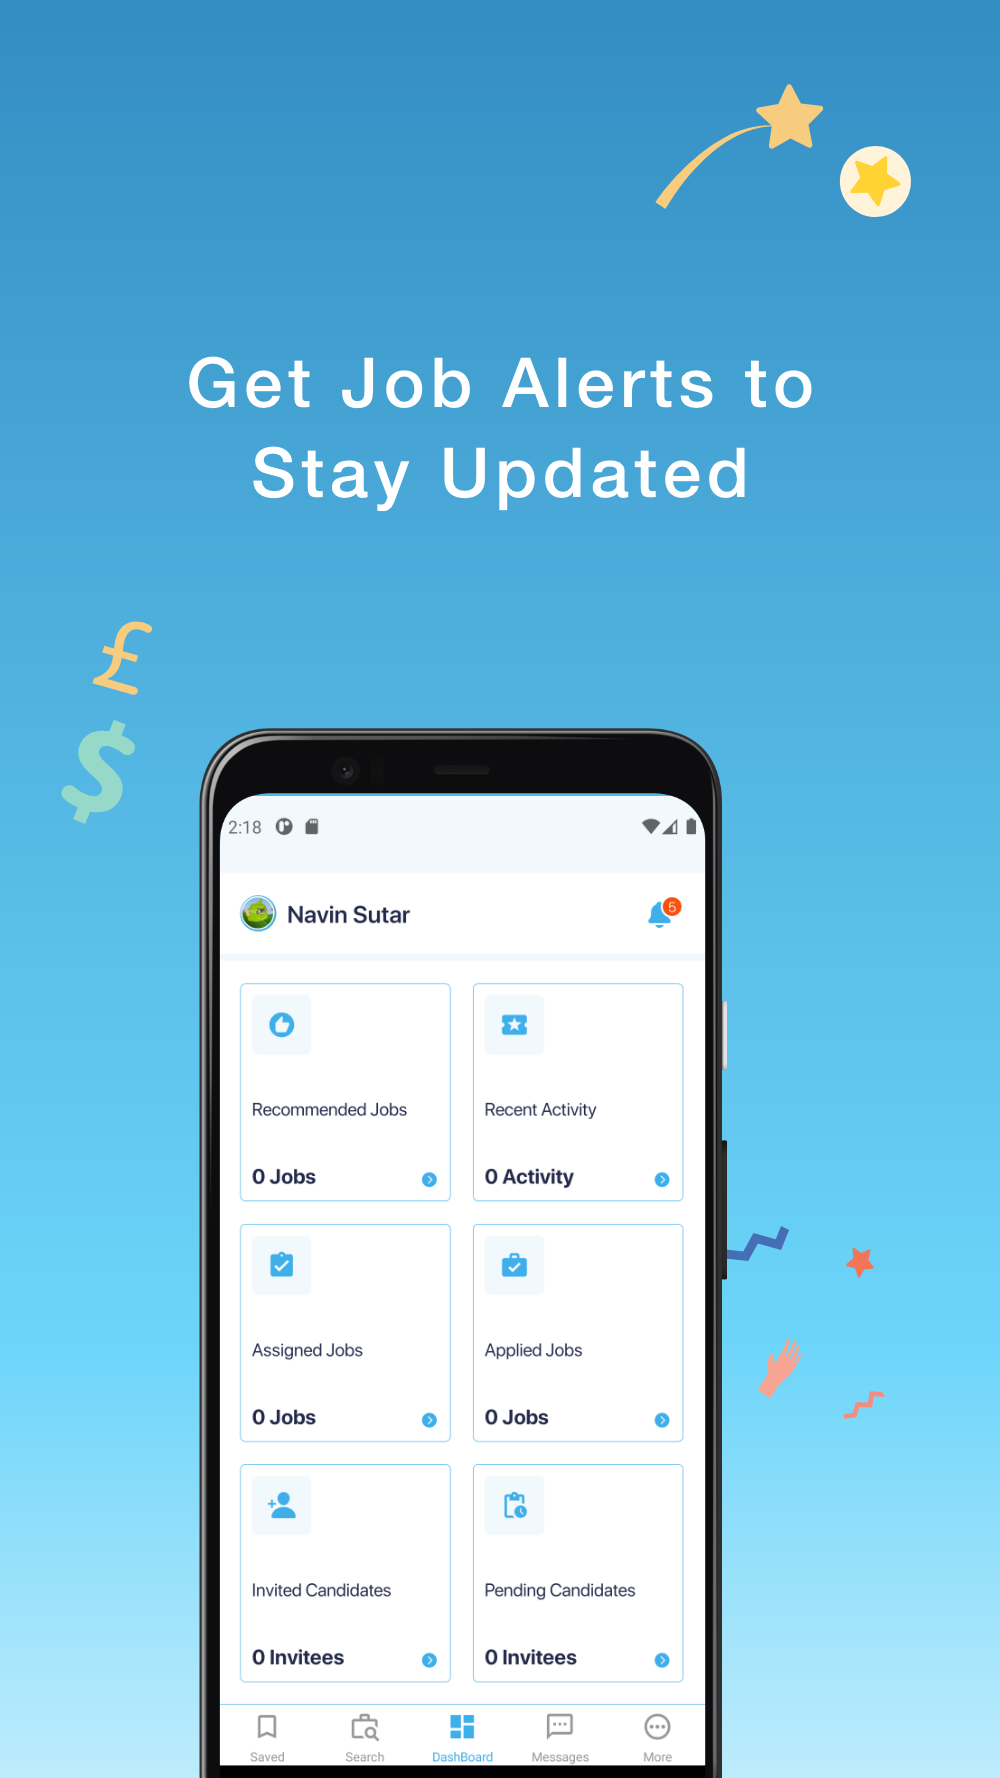 Get Job Alerts to
Stay Updated
£
$
2:18
Navin Sutar
5
Recommended Jobs
Recent Activity
0 Jobs
0 Activity
Assigned Jobs
Applied Jobs
0 Jobs
0 Jobs
Invited Candidates
Pending Candidates
0 Invitees
0 Invitees
Saved
Search
DashBoard
Messages
More